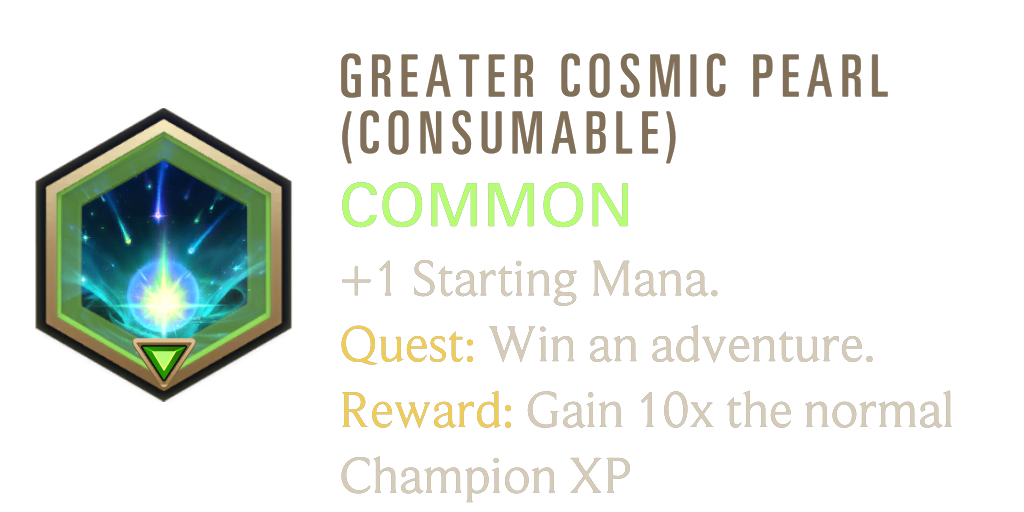 GREATER COSMIC PEARL
(CONSUMABLE)
COMMON
+1 Starting Mana.
Quest: Win an adventure.
Reward: Gain 10x the normal
Champion XP